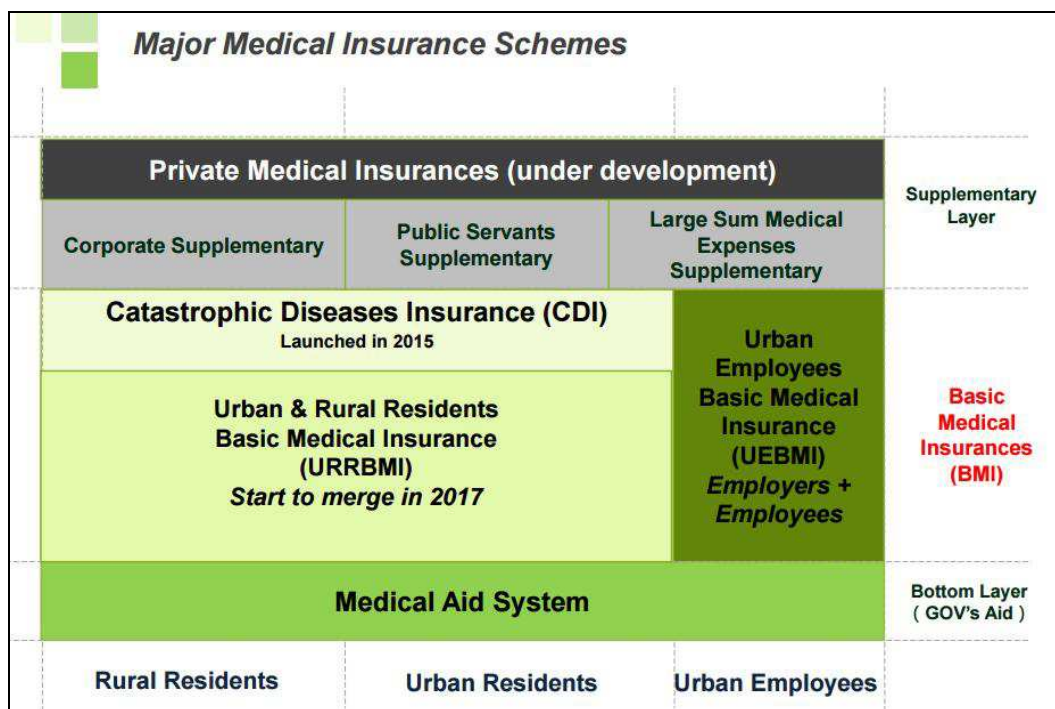 Major Medical Insurance Schemes
Private Medical Insurances (under development)
Supplementary
Layer
Corporate Supplementary
Public Servants
Supplementary
Large Sum Medical
Expenses
Supplementary
Catastrophic Diseases Insurance (CDI)
Launched in 2015
Urban & Rural Residents
Basic Medical Insurance
(URRBMI)
Start to merge in 2017
Urban
Employees
Basic Medical
Insurance
(UEBMI)
Employers +
Employees
Basic
Medical
Insurances
(BMI)
Medical Aid System
Bottom Layer
( GOV's Aid )
Rural Residents
Urban Residents
Urban Employees